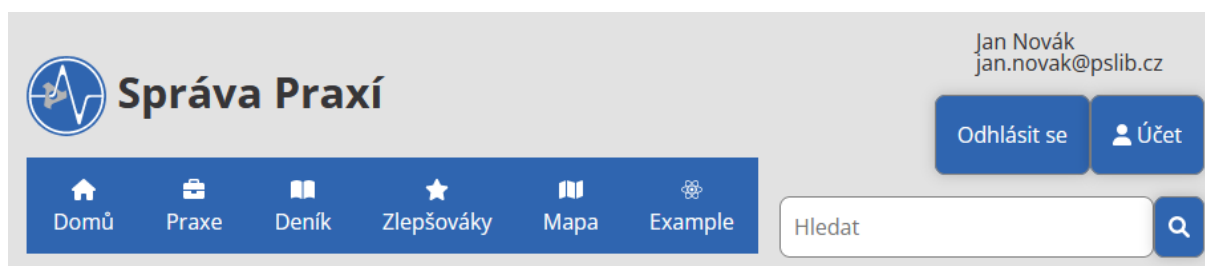 Správa Praxí
Jan Novák
jan.novak@pslib.cz
Odhlásit se
Účet
Domů
Praxe
Deník
Zlepšováky
Mapa
Example
Hledat